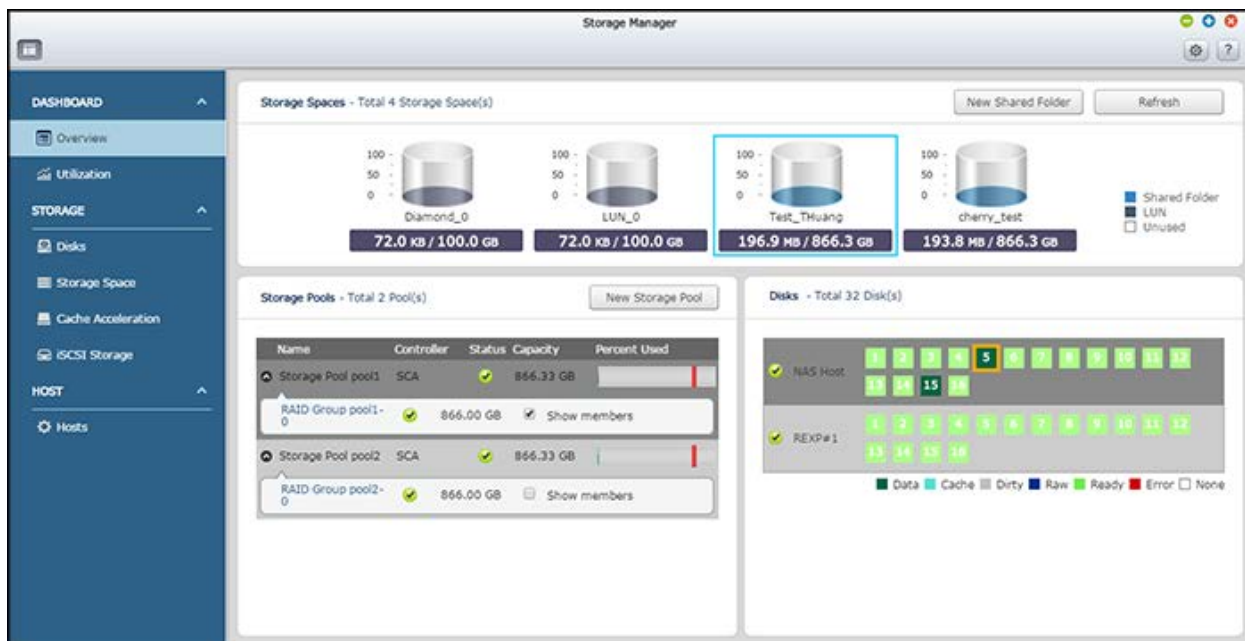 Storage Manager
?
DASHBOARD
Overview
Utilization
STORAGE
Disks
Storage Space
Cache Acceleration
iSCSI Storage
HOST
Hosts
Storage Spaces - Total 4 Storage Space(s)
New Shared Folder
Refresh
100
50
0
Diamond_0
72.0 KB / 100.0 GB
100
50
0
LUN_0
72.0 KB / 100.0 GB
100
50
0
Test_THuang
196.9 MB / 866.3 GB
100
50
0
cherry_test
193.8 MB / 866.3 GB
Shared Folder
LUN
Unused
Storage Pools - Total 2 Pool(s)
New Storage Pool
Name Controller Status Capacity Percent Used
Storage Pool pool1 SCA 866.33 GB
RAID Group pool1-
0
866.00 GB Show members
Storage Pool pool2 SCA 866.33 GB
RAID Group pool2-
0
866.00 GB Show members
Disks - Total 32 Disk(s)
NAS Host
1 2 3 4 5 6 7 8 9 10 11 12
13 14 15 16
REXP#1
1 2 3 4 5 6 7 8 9 10 11 12
13 14 15 16
Data Cache Dirty Raw Ready Error None